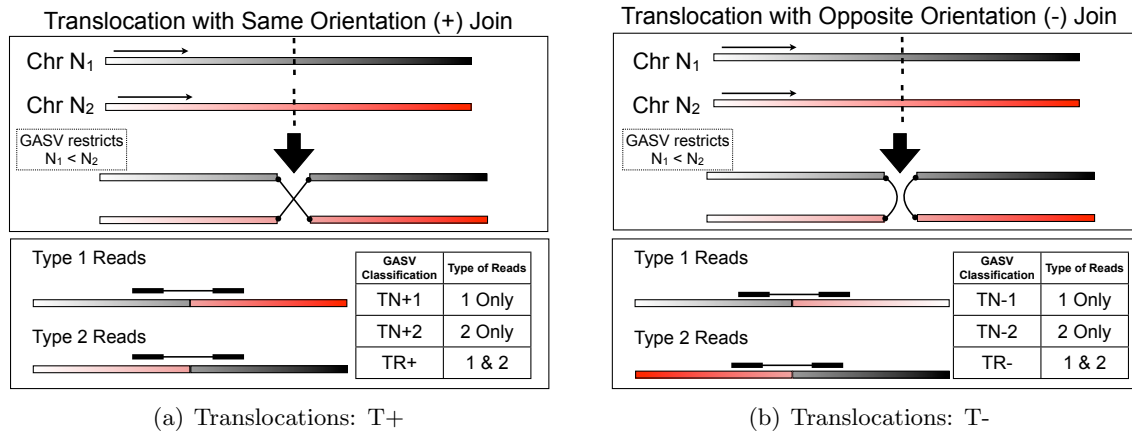 Translocation with Same Orientation (+) Join
Chr N₁
Chr N₂
GASV restricts
N₁ < N₂
Type 1 Reads
Type 2 Reads
GASV Classification | Type of Reads
TN+1 | 1 Only
TN+2 | 2 Only
TR+ | 1 & 2
(a) Translocations: T+
Translocation with Opposite Orientation (-) Join
Chr N₁
Chr N₂
GASV restricts
N₁ < N₂
Type 1 Reads
Type 2 Reads
GASV Classification | Type of Reads
TN-1 | 1 Only
TN-2 | 2 Only
TR- | 1 & 2
(b) Translocations: T-